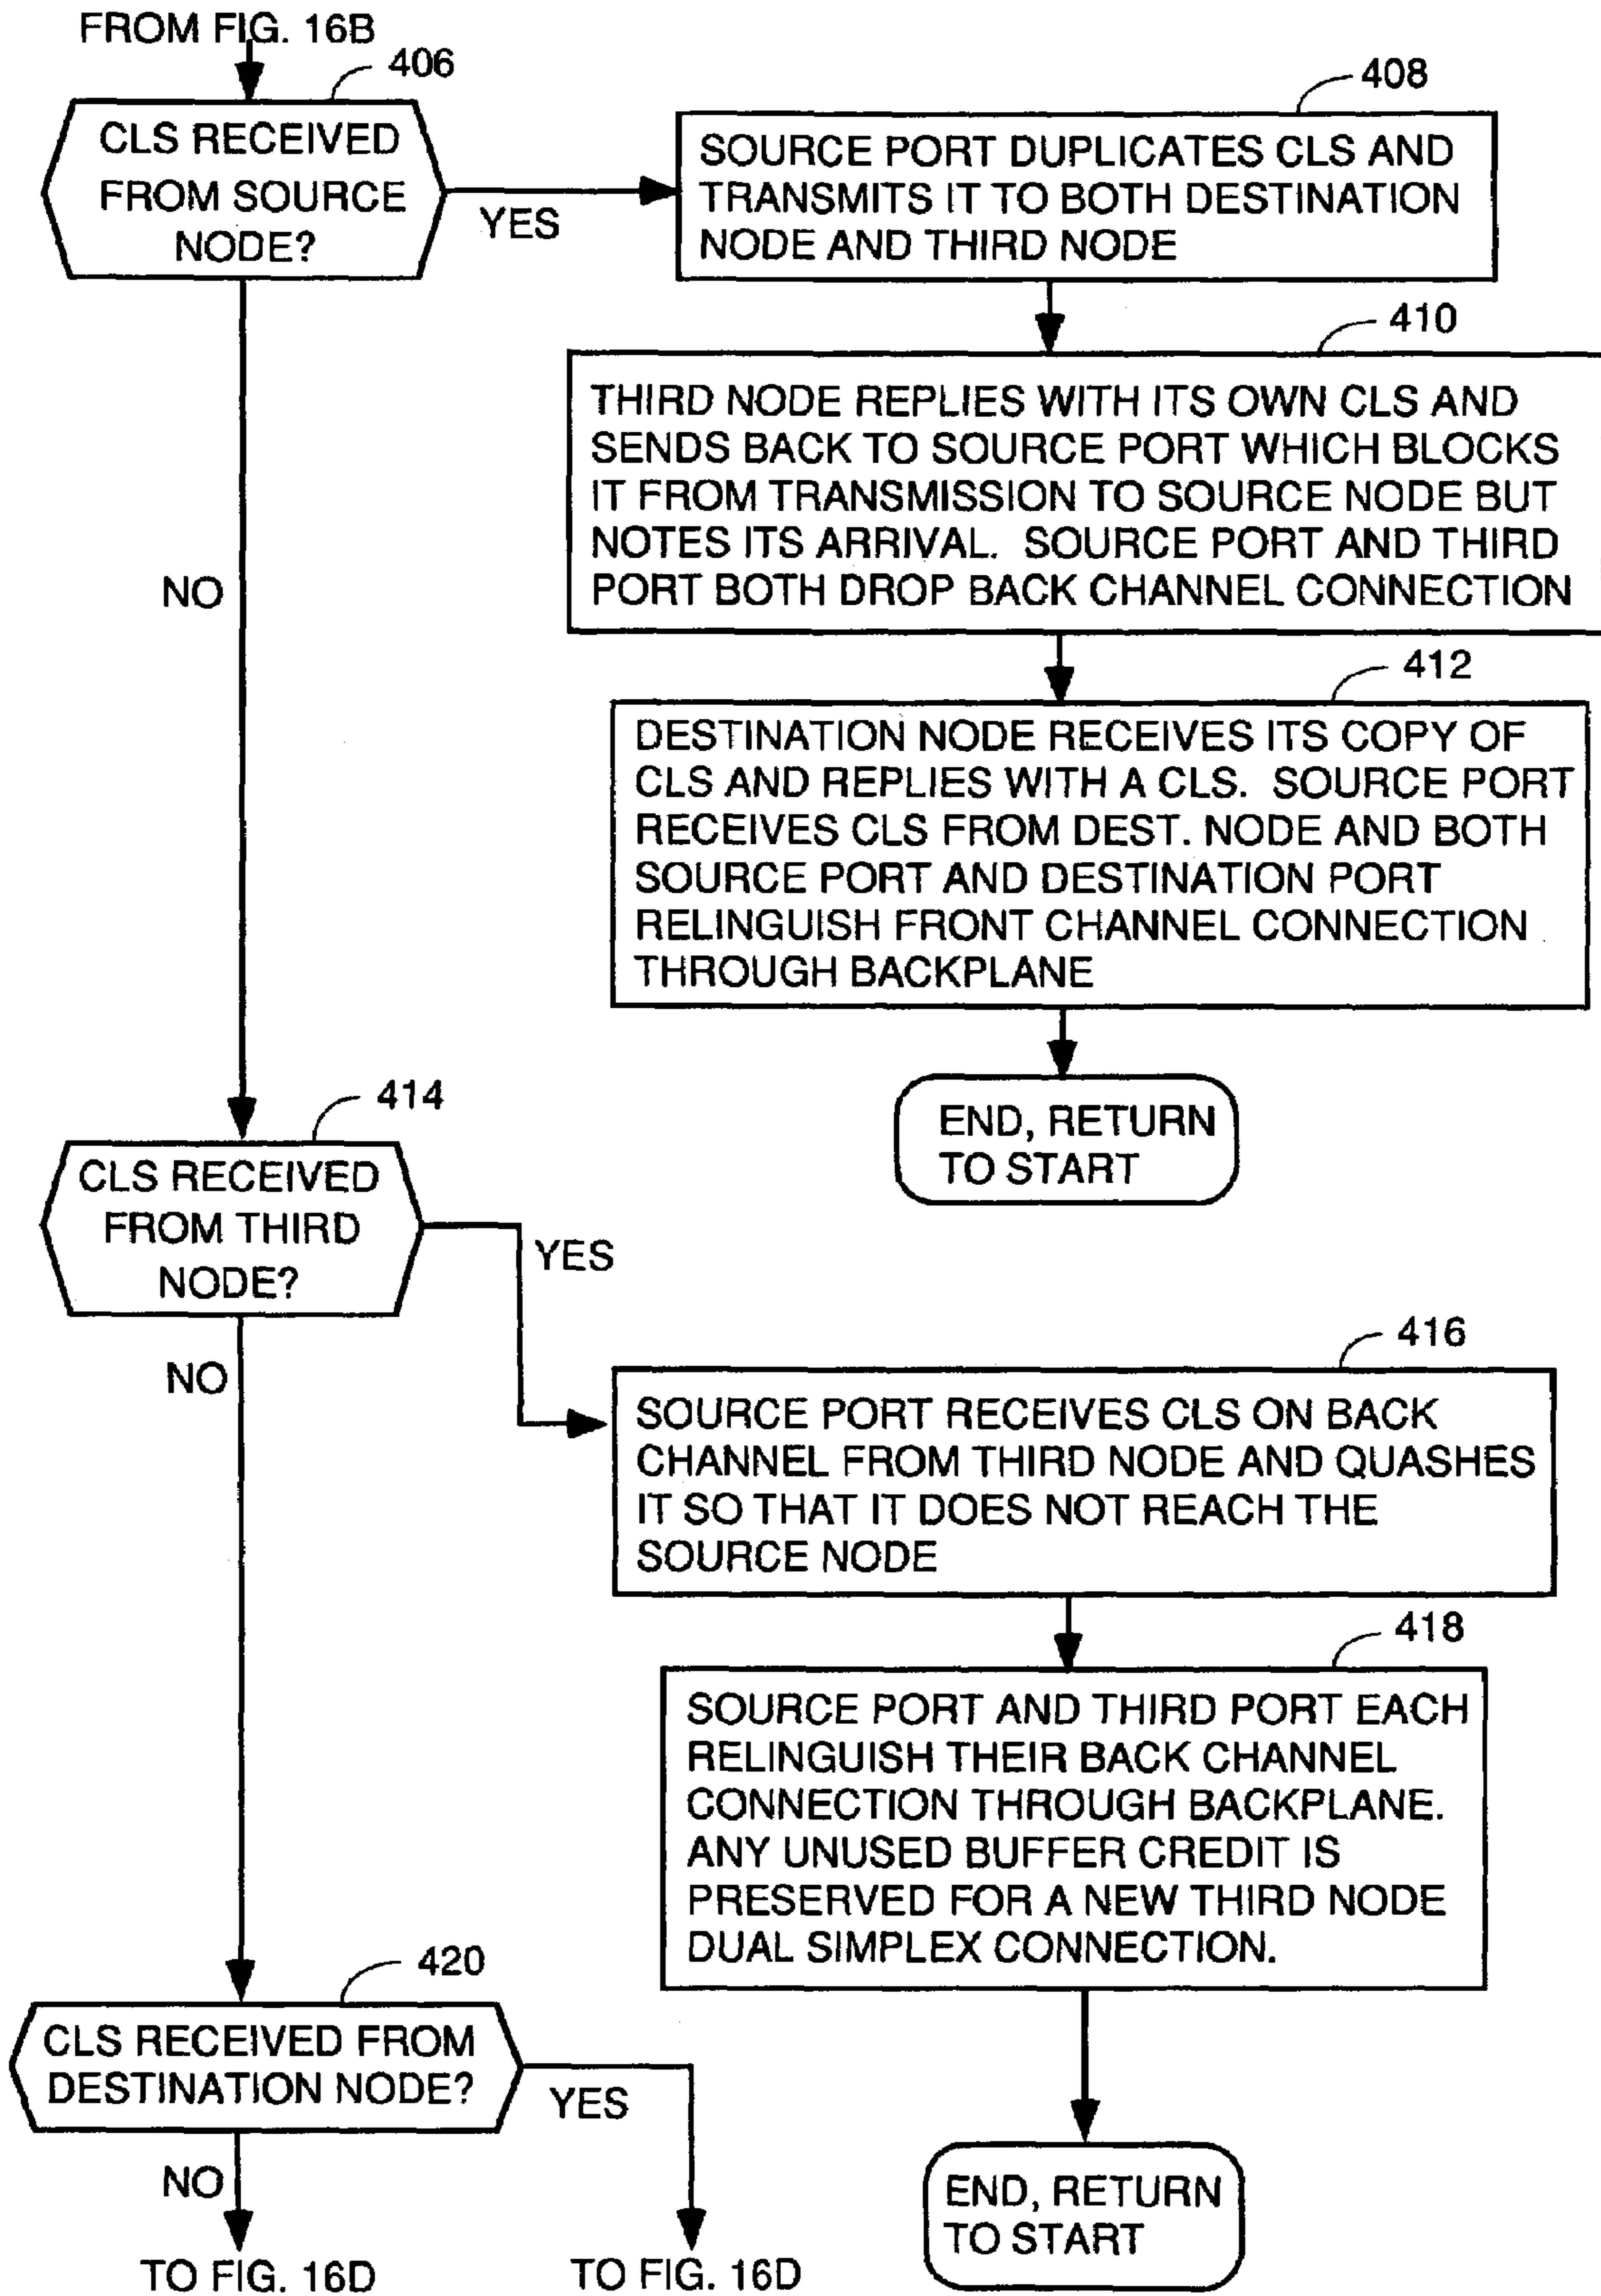 FROM FIG. 16B
406
CLS RECEIVED
FROM SOURCE
NODE?
YES
408
SOURCE PORT DUPLICATES CLS AND
TRANSMITS IT TO BOTH DESTINATION
NODE AND THIRD NODE
410
THIRD NODE REPLIES WITH ITS OWN CLS AND
SENDS BACK TO SOURCE PORT WHICH BLOCKS
IT FROM TRANSMISSION TO SOURCE NODE BUT
NOTES ITS ARRIVAL. SOURCE PORT AND THIRD
PORT BOTH DROP BACK CHANNEL CONNECTION
NO
412
DESTINATION NODE RECEIVES ITS COPY OF
CLS AND REPLIES WITH A CLS. SOURCE PORT
RECEIVES CLS FROM DEST. NODE AND BOTH
SOURCE PORT AND DESTINATION PORT
RELINGUISH FRONT CHANNEL CONNECTION
THROUGH BACKPLANE
END, RETURN
TO START
414
CLS RECEIVED
FROM THIRD
NODE?
YES
NO
416
SOURCE PORT RECEIVES CLS ON BACK
CHANNEL FROM THIRD NODE AND QUASHES
IT SO THAT IT DOES NOT REACH THE
SOURCE NODE
418
SOURCE PORT AND THIRD PORT EACH
RELINGUISH THEIR BACK CHANNEL
CONNECTION THROUGH BACKPLANE.
ANY UNUSED BUFFER CREDIT IS
PRESERVED FOR A NEW THIRD NODE
DUAL SIMPLEX CONNECTION.
END, RETURN
TO START
420
CLS RECEIVED FROM
DESTINATION NODE?
YES
NO
TO FIG. 16D
TO FIG. 16D